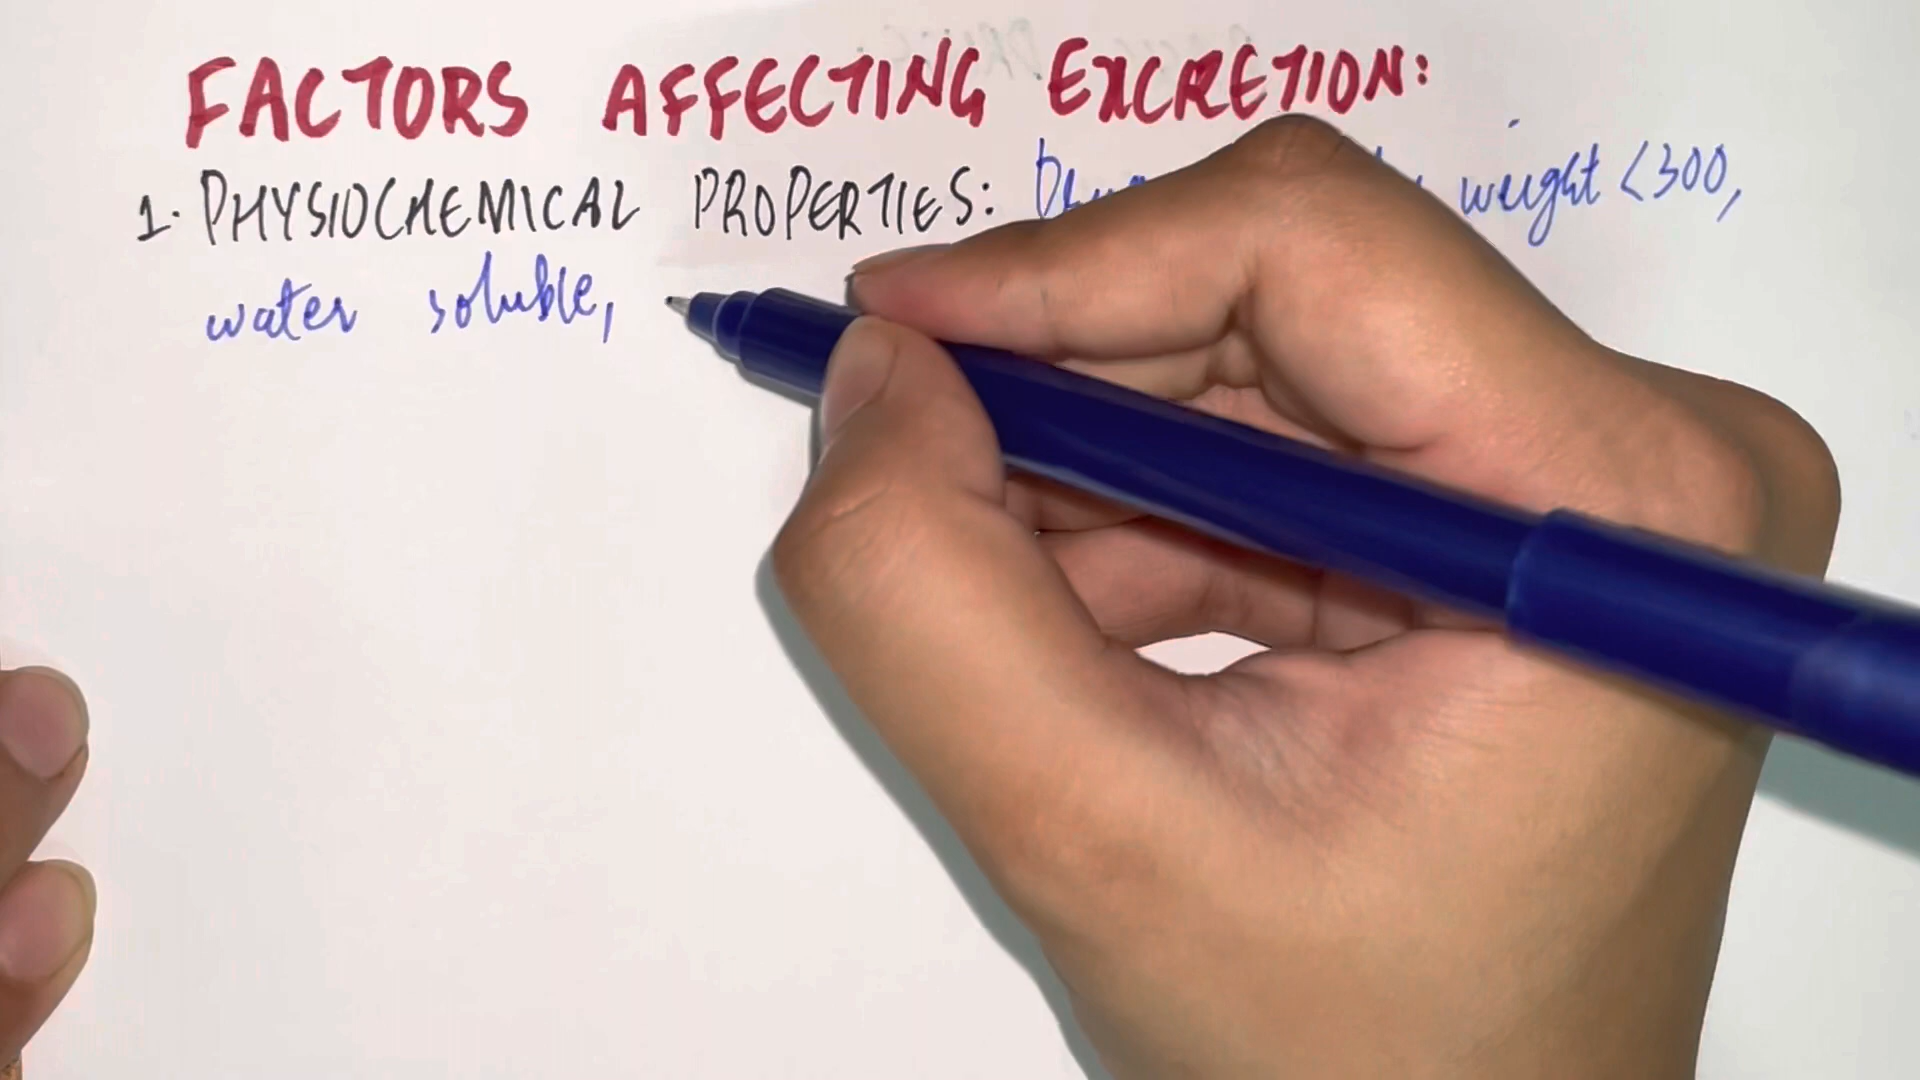 FACTORS AFFECTING EXCRETION:
1. PHYSIOCHEMICAL PROPERTIES: weight <300,
water soluble,